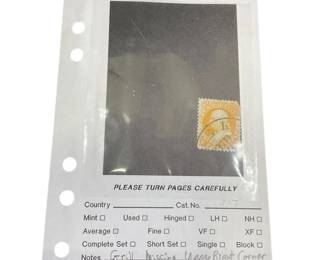 PLEASE TURN PAGES CAREFULLY
Country Cat. No.
Mint □ Used □ Hinged □ LH □ NH □
Average □ Fine □ VF □ XF □
Complete Set □ Short Set □ Single □ Block □
Notes Grill Missing Upper Right Corner